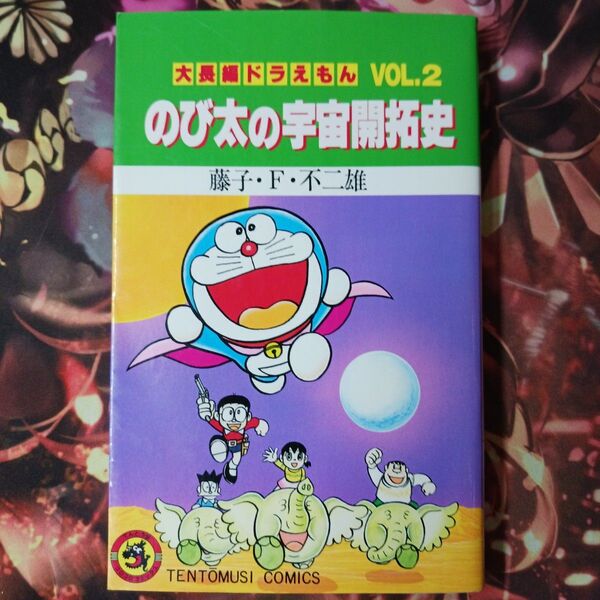 大長編ドラえもん VOL.2
のび太の宇宙開拓史
藤子・F・不二雄
TENTOMUSI COMICS